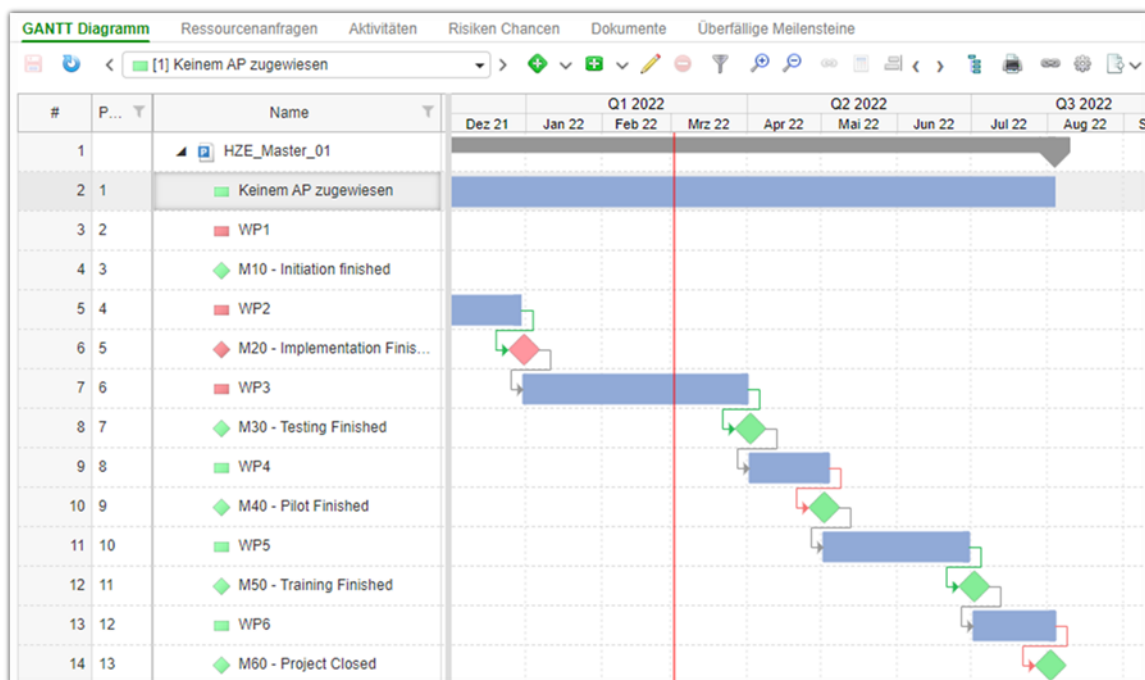 GANTT Diagramm Ressourcenanfragen Aktivitäten Risiken Chancen Dokumente Überfällige Meilensteine
[1] Keinem AP zugewiesen
# P... Name Q1 2022 Q2 2022 Q3 2022
Dez 21 Jan 22 Feb 22 Mrz 22 Apr 22 Mai 22 Jun 22 Jul 22 Aug 22 S
1 P HZE_Master_01
2 1 Keinem AP zugewiesen
3 2 WP1
4 3 M10 - Initiation finished
5 4 WP2
6 5 M20 - Implementation Finis...
7 6 WP3
8 7 M30 - Testing Finished
9 8 WP4
10 9 M40 - Pilot Finished
11 10 WP5
12 11 M50 - Training Finished
13 12 WP6
14 13 M60 - Project Closed